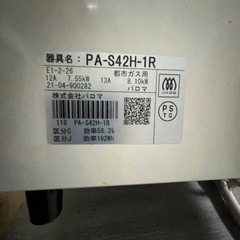 器具名: PA-S42H-1R
E1-2-26 都市ガス用
12A 7.55kW 13A 8.10kW
21-04-900282 パロマ
株式会社パロマ
118 PA-S42H-1R
区分C 効率56.3%
区分J 効率192Wh
PS
TG